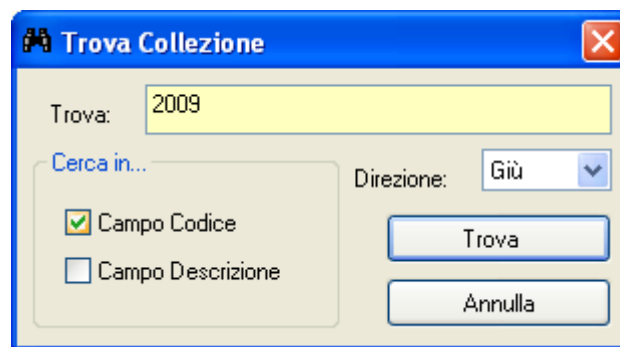 Trova Collezione
Trova: 2009
Cerca in...
Direzione: Giù
Campo Codice
Campo Descrizione
Trova
Annulla